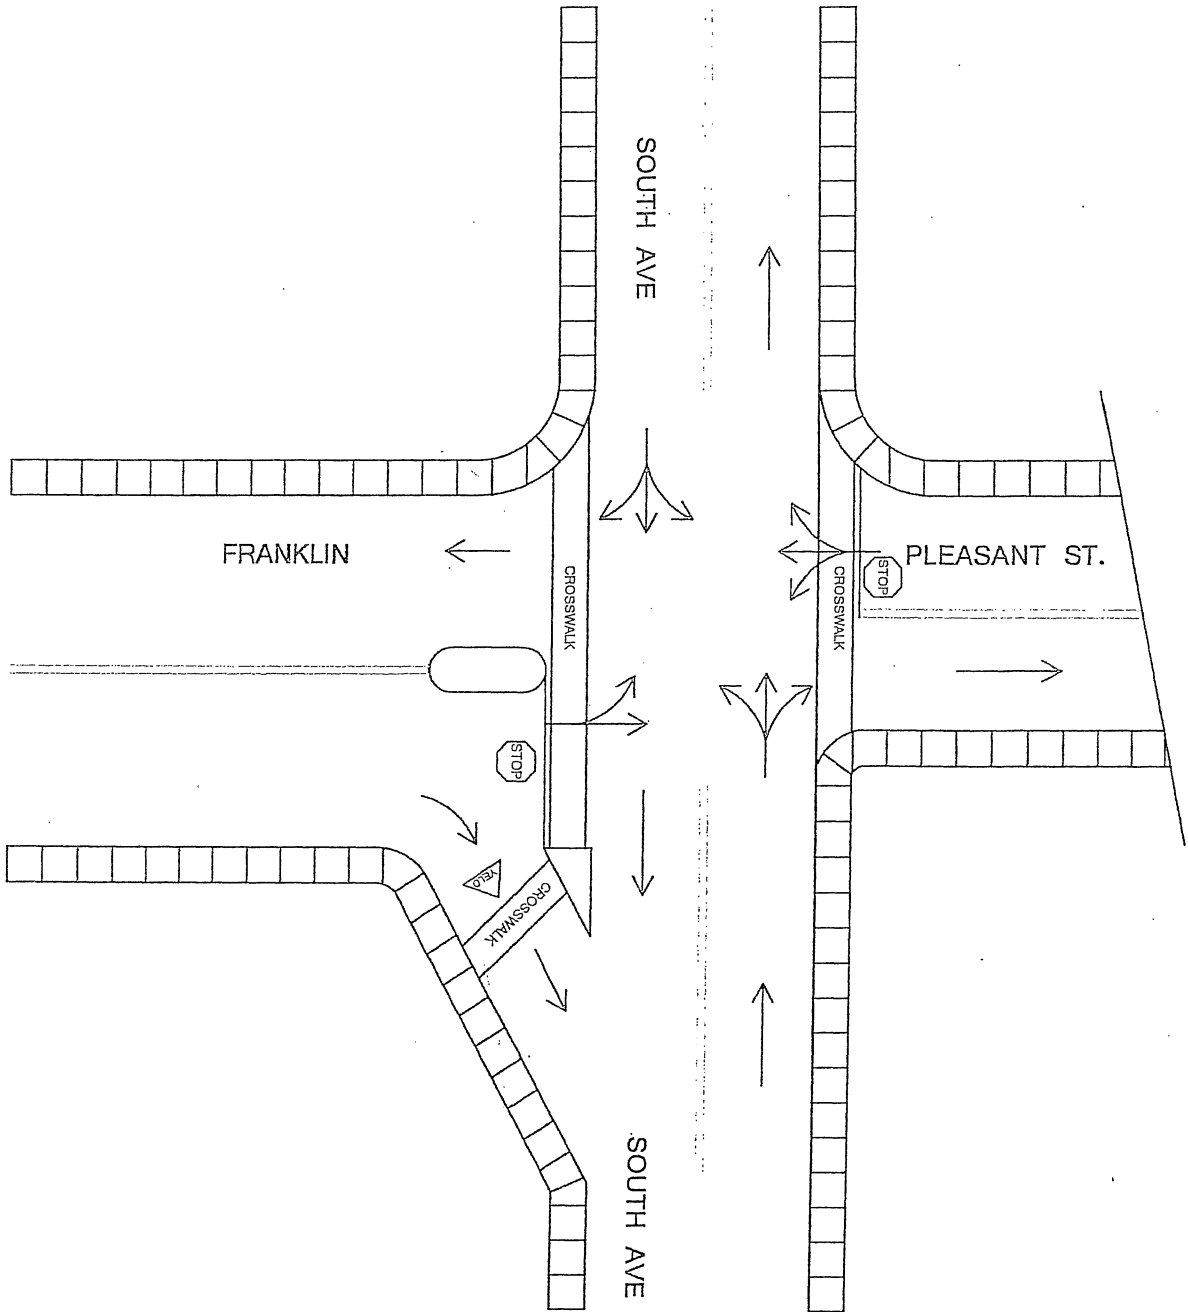 SOUTH AVE
FRANKLIN
PLEASANT ST.
STOP
CROSSWALK
CROSSWALK
STOP
YELD
CROSSWALK
SOUTH AVE